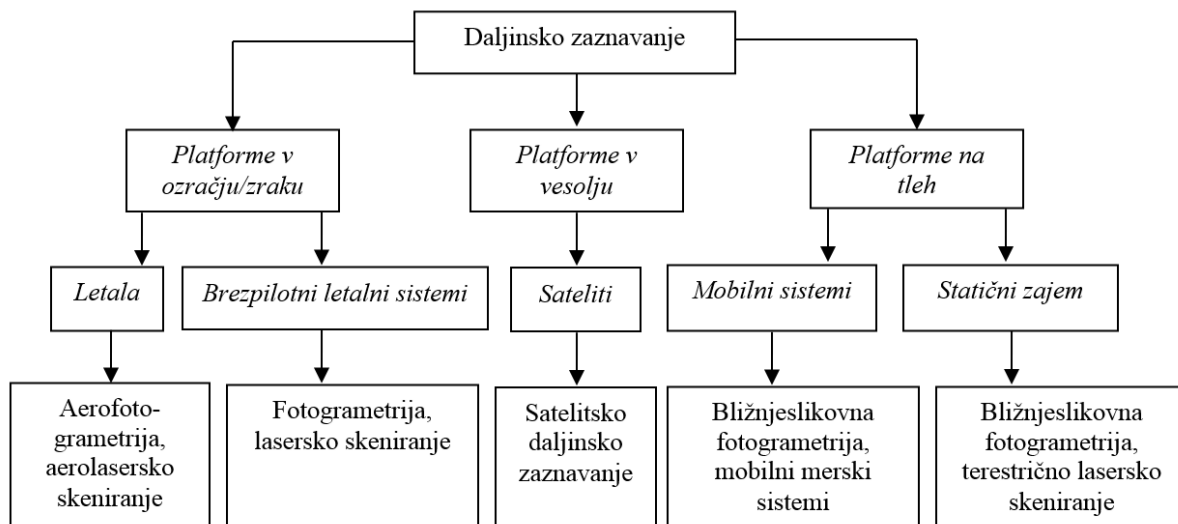 Daljinsko zaznavanje
Platforme v
ozračju/zraku
Platforme v
vesolju
Platforme na
tleh
Letala
Brezpilotni letalni sistemi
Sateliti
Mobilni sistemi
Statični zajem
Aerofoto-
grametrija,
aerolasersko
skeniranje
Fotogrametrija,
lasersko skeniranje
Satelitsko
daljinsko
zaznavanje
Bližnjeslikovna
fotogrametrija,
mobilni merski
sistemi
Bližnjeslikovna
fotogrametrija,
terestrično lasersko
skeniranje